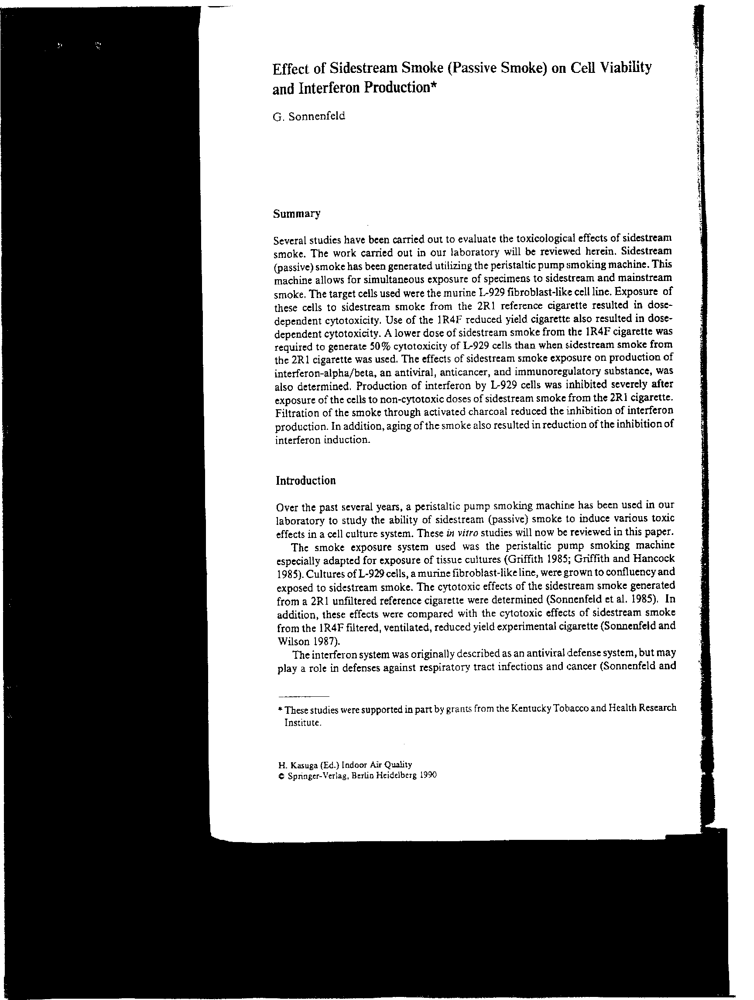 Effect of Sidestream Smoke (Passive Smoke) on Cell Viability
and Interferon Production*
G. Sonnenfeld
Summary
Several studies have been carried out to evaluate the toxicological effects of sidestream
smoke. The work carried out in our laboratory will be reviewed herein. Sidestream
(passive) smoke has been generated utilizing the peristaltic pump smoking machine. This
machine allows for simultaneous exposure of specimens to sidestream and mainstream
smoke. The target cells used were the murine L-929 fibroblast-like cell line. Exposure of
these cells to sidestream smoke from the 2R1 reference cigarette resulted in dose-
dependent cytotoxicity. Use of the 1R4F reduced yield cigarette also resulted in dose-
dependent cytotoxicity. A lower dose of sidestream smoke from the 1R4F cigarette was
required to generate 50% cytotoxicity of L-929 cells than when sidestream smoke from
the 2R1 cigarette was used. The effects of sidestream smoke exposure on production of
interferon-alpha/beta, an antiviral, anticancer, and immunoregulatory substance, was
also determined. Production of interferon by L-929 cells was inhibited severely after
exposure of the cells to non-cytotoxic doses of sidestream smoke from the 2R1 cigarette.
Filtration of the smoke through activated charcoal reduced the inhibition of interferon
production. In addition, aging of the smoke also resulted in reduction of the inhibition of
interferon induction.
Introduction
Over the past several years, a peristaltic pump smoking machine has been used in our
laboratory to study the ability of sidestream (passive) smoke to induce various toxic
effects in a cell culture system. These in vitro studies will now be reviewed in this paper.
The smoke exposure system used was the peristaltic pump smoking machine
especially adapted for exposure of tissue cultures (Griffith 1985; Griffith and Hancock
1985). Cultures of L-929 cells, a murine fibroblast-like line, were grown to confluency and
exposed to sidestream smoke. The cytotoxic effects of the sidestream smoke generated
from a 2R1 unfiltered reference cigarette were determined (Sonnenfeld et al. 1985). In
addition, these effects were compared with the cytotoxic effects of sidestream smoke
from the 1R4F filtered, ventilated, reduced yield experimental cigarette (Sonnenfeld and
Wilson 1987).
The interferon system was originally described as an antiviral defense system, but may
play a role in defenses against respiratory tract infections and cancer (Sonnenfeld and
* These studies were supported in part by grants from the Kentucky Tobacco and Health Research
Institute.
H. Kasuga (Ed.) Indoor Air Quality
© Springer-Verlag, Berlin Heidelberg 1990